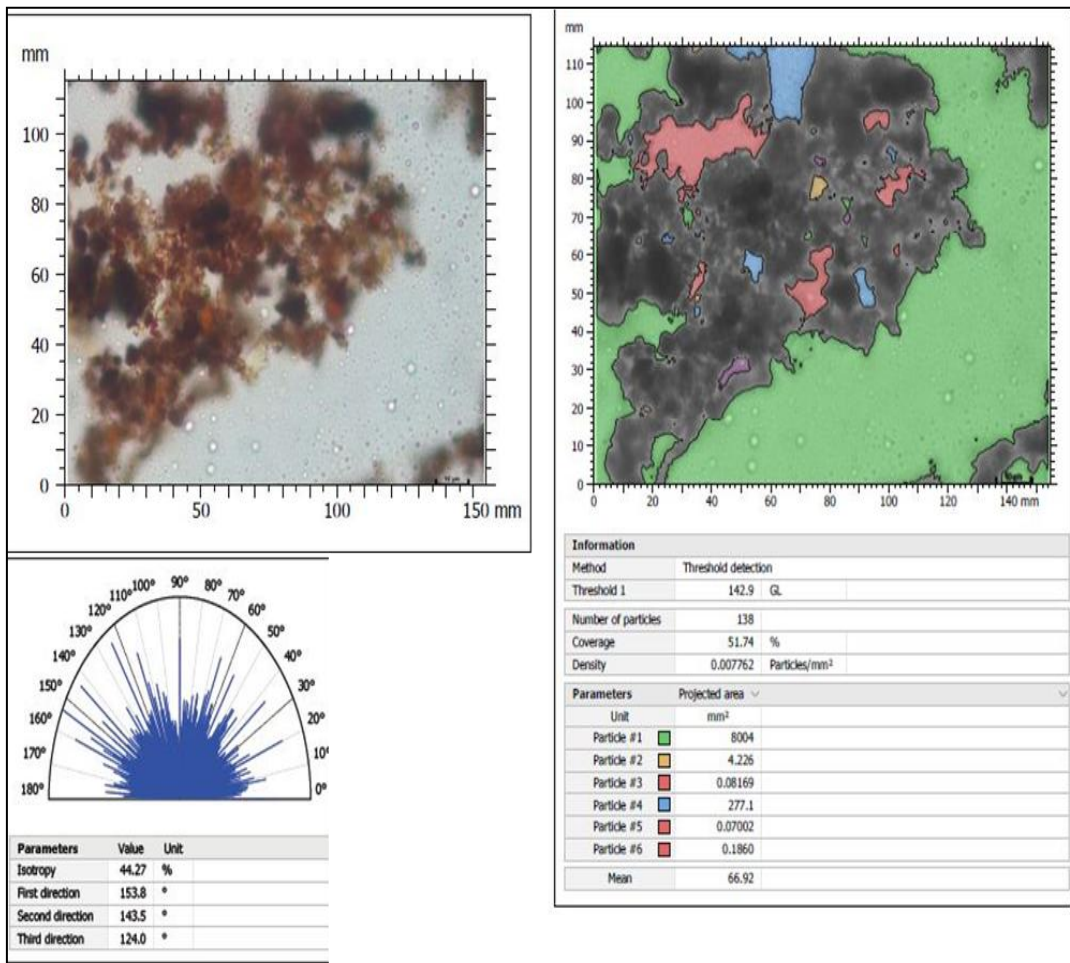 mm
100
80
60
40
20
0
0 50 100 150 mm
mm
110
100
90
80
70
60
50
40
30
20
10
0
0 20 40 60 80 100 120 140 mm
90°
100° 80°
110° 70°
120° 60°
130° 50°
140° 40°
150° 30°
160° 20°
170° 10°
180° 0°
Parameters Value Unit
Isotropy 44.27 %
First direction 153.8 °
Second direction 143.5 °
Third direction 124.0 °
Information
Method Threshold detection
Threshold 1 142.9 GL
Number of particles 138
Coverage 51.74 %
Density 0.007762 Particles/mm²
Parameters Projected area
Unit mm²
Particle #1 8004
Particle #2 4.226
Particle #3 0.08169
Particle #4 277.1
Particle #5 0.07002
Particle #6 0.1860
Mean 66.92